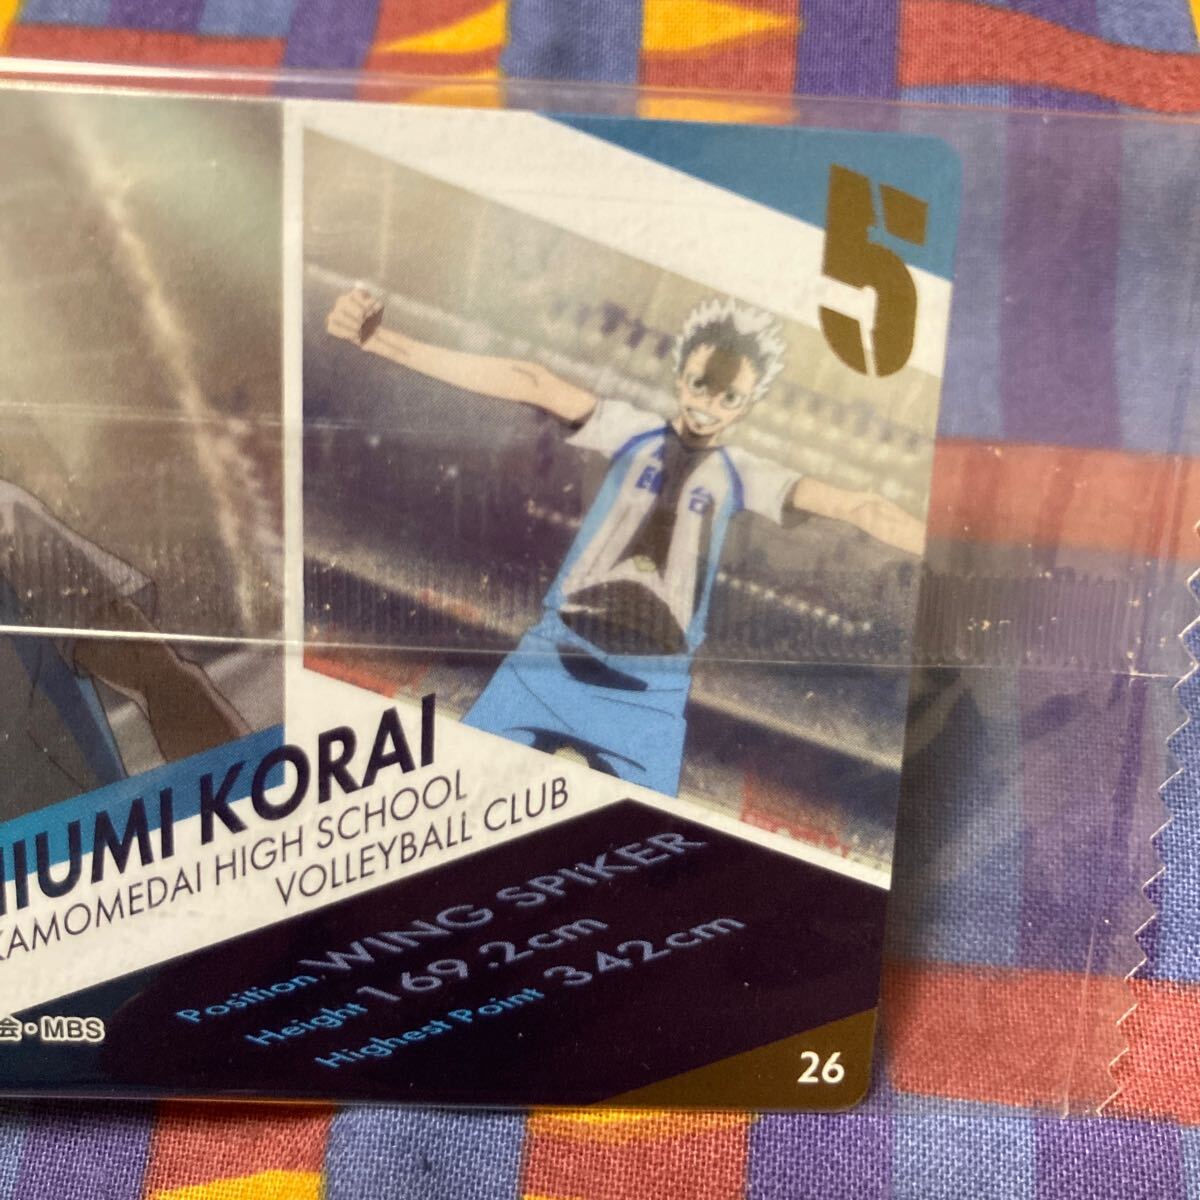 5
台
HIUMI KORAI
KAMOMEDAI HIGH SCHOOL
VOLLEYBALL CLUB
Position WING SPIKER
Height 169.2cm
Highest Point 342cm
会・MBS
26